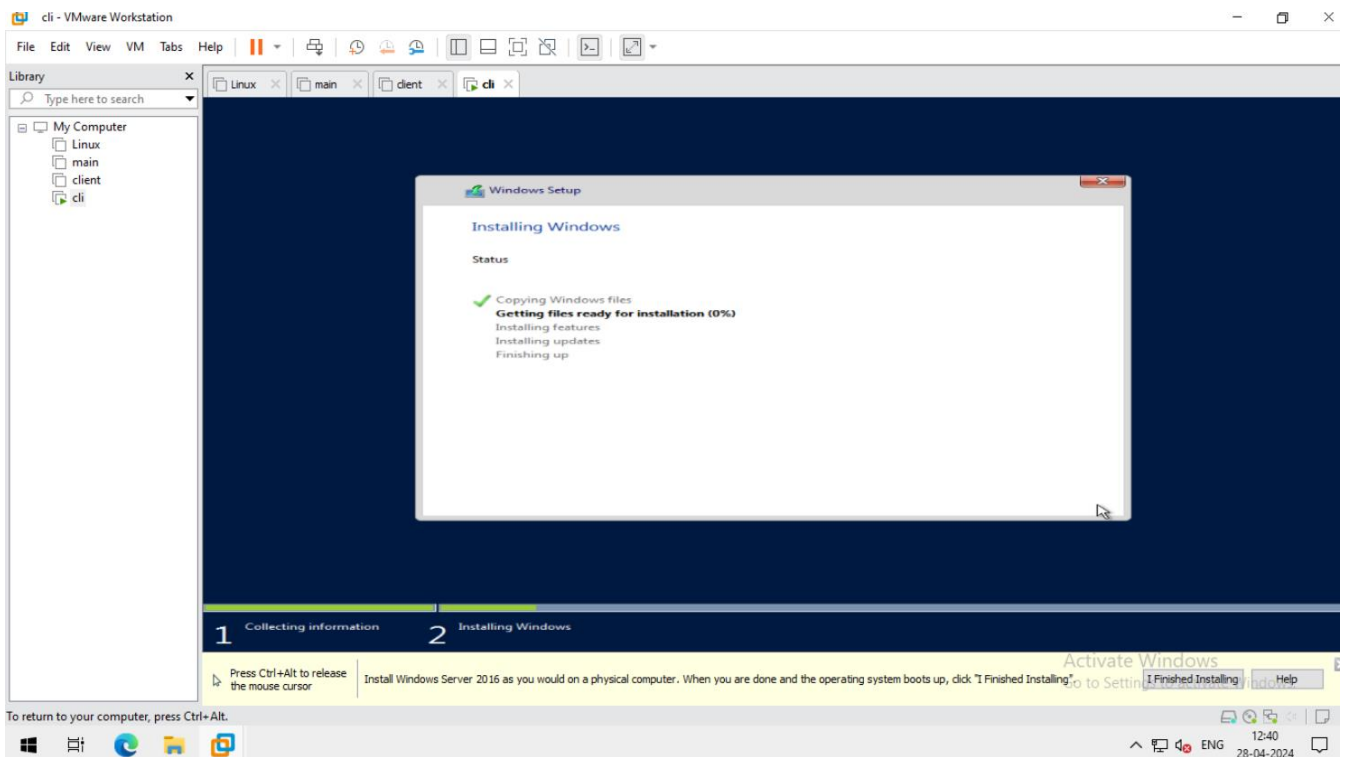 cli - VMware Workstation
File Edit View VM Tabs Help
Library
Type here to search
My Computer
Linux
main
client
cli
Linux main client cli
Windows Setup
Installing Windows
Status
Copying Windows files
Getting files ready for installation (0%)
Installing features
Installing updates
Finishing up
1 Collecting information 2 Installing Windows
Press Ctrl+Alt to release
the mouse cursor
Install Windows Server 2016 as you would on a physical computer. When you are done and the operating system boots up, click "I Finished Installing".
I Finished Installing Help
Activate Windows
Go to Settings to activate Windows.
To return to your computer, press Ctrl+Alt.
ENG
12:40
28-04-2024